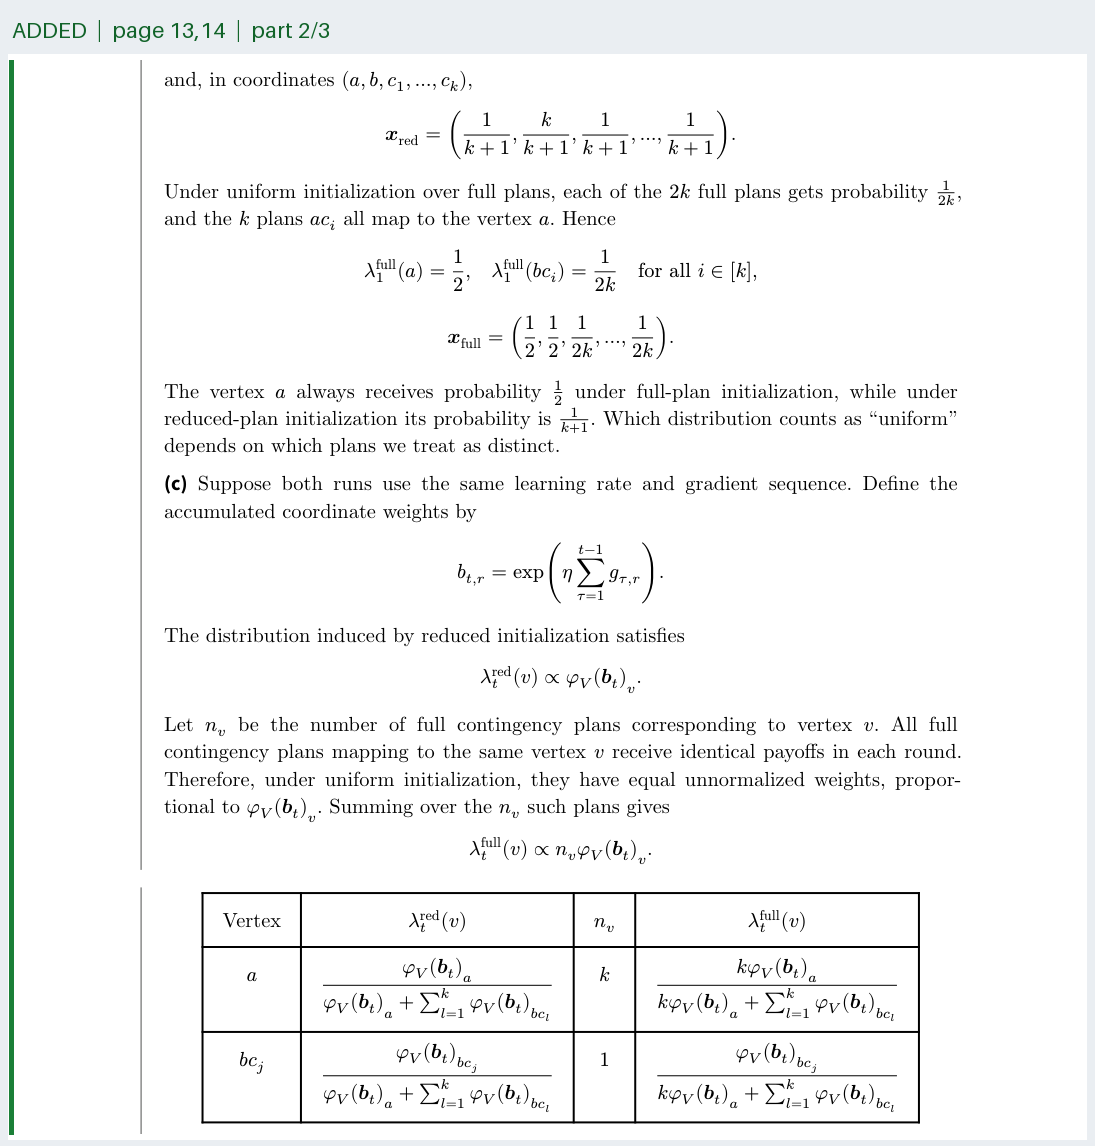 ADDED | page 13,14 | part 2/3
and, in coordinates (a, b, c₁, ..., cₖ),
𝒙_red = (1/(k + 1), k/(k + 1), 1/(k + 1), ..., 1/(k + 1)).
Under uniform initialization over full plans, each of the 2k full plans gets probability 1/(2k),
and the k plans acᵢ all map to the vertex a. Hence
λ₁^full(a) = 1/2, λ₁^full(bcᵢ) = 1/(2k) for all i ∈ [k],
𝒙_full = (1/2, 1/2, 1/(2k), ..., 1/(2k)).
The vertex a always receives probability 1/2 under full-plan initialization, while under
reduced-plan initialization its probability is 1/(k+1). Which distribution counts as “uniform”
depends on which plans we treat as distinct.
(c) Suppose both runs use the same learning rate and gradient sequence. Define the
accumulated coordinate weights by
b_{t,r} = exp(η ∑_{τ=1}^{t−1} g_{τ,r}).
The distribution induced by reduced initialization satisfies
λ_t^red(v) ∝ φ_V(𝒃_t)_v.
Let n_v be the number of full contingency plans corresponding to vertex v. All full
contingency plans mapping to the same vertex v receive identical payoffs in each round.
Therefore, under uniform initialization, they have equal unnormalized weights, propor-
tional to φ_V(𝒃_t)_v. Summing over the n_v such plans gives
λ_t^full(v) ∝ n_v φ_V(𝒃_t)_v.
Vertex λ_t^red(v) n_v λ_t^full(v)
a φ_V(𝒃_t)_a / (φ_V(𝒃_t)_a + ∑_{l=1}^k φ_V(𝒃_t)_{bc_l}) k kφ_V(𝒃_t)_a / (kφ_V(𝒃_t)_a + ∑_{l=1}^k φ_V(𝒃_t)_{bc_l})
bc_j φ_V(𝒃_t)_{bc_j} / (φ_V(𝒃_t)_a + ∑_{l=1}^k φ_V(𝒃_t)_{bc_l}) 1 φ_V(𝒃_t)_{bc_j} / (kφ_V(𝒃_t)_a + ∑_{l=1}^k φ_V(𝒃_t)_{bc_l})